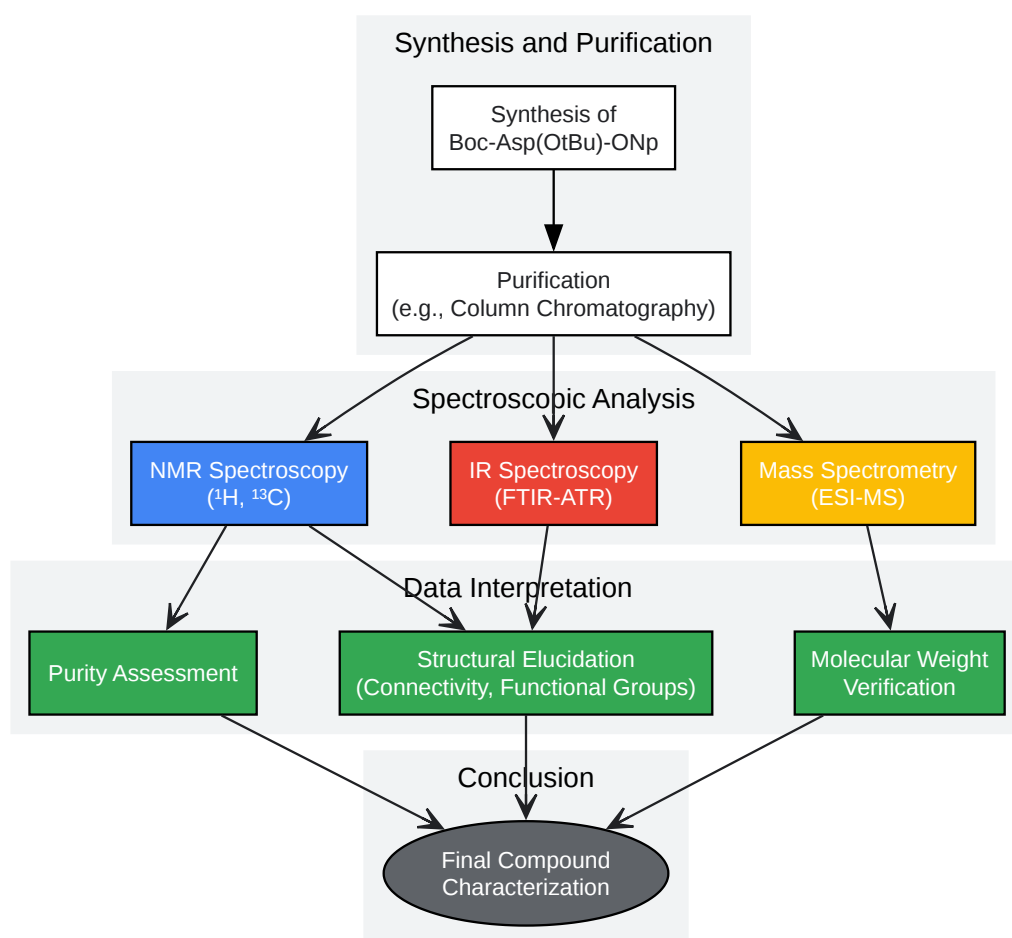 Synthesis and Purification
Synthesis of
Boc-Asp(OtBu)-ONp
Purification
(e.g., Column Chromatography)
Spectroscopic Analysis
NMR Spectroscopy
(¹H, ¹³C)
IR Spectroscopy
(FTIR-ATR)
Mass Spectrometry
(ESI-MS)
Data Interpretation
Purity Assessment
Structural Elucidation
(Connectivity, Functional Groups)
Molecular Weight
Verification
Conclusion
Final Compound
Characterization